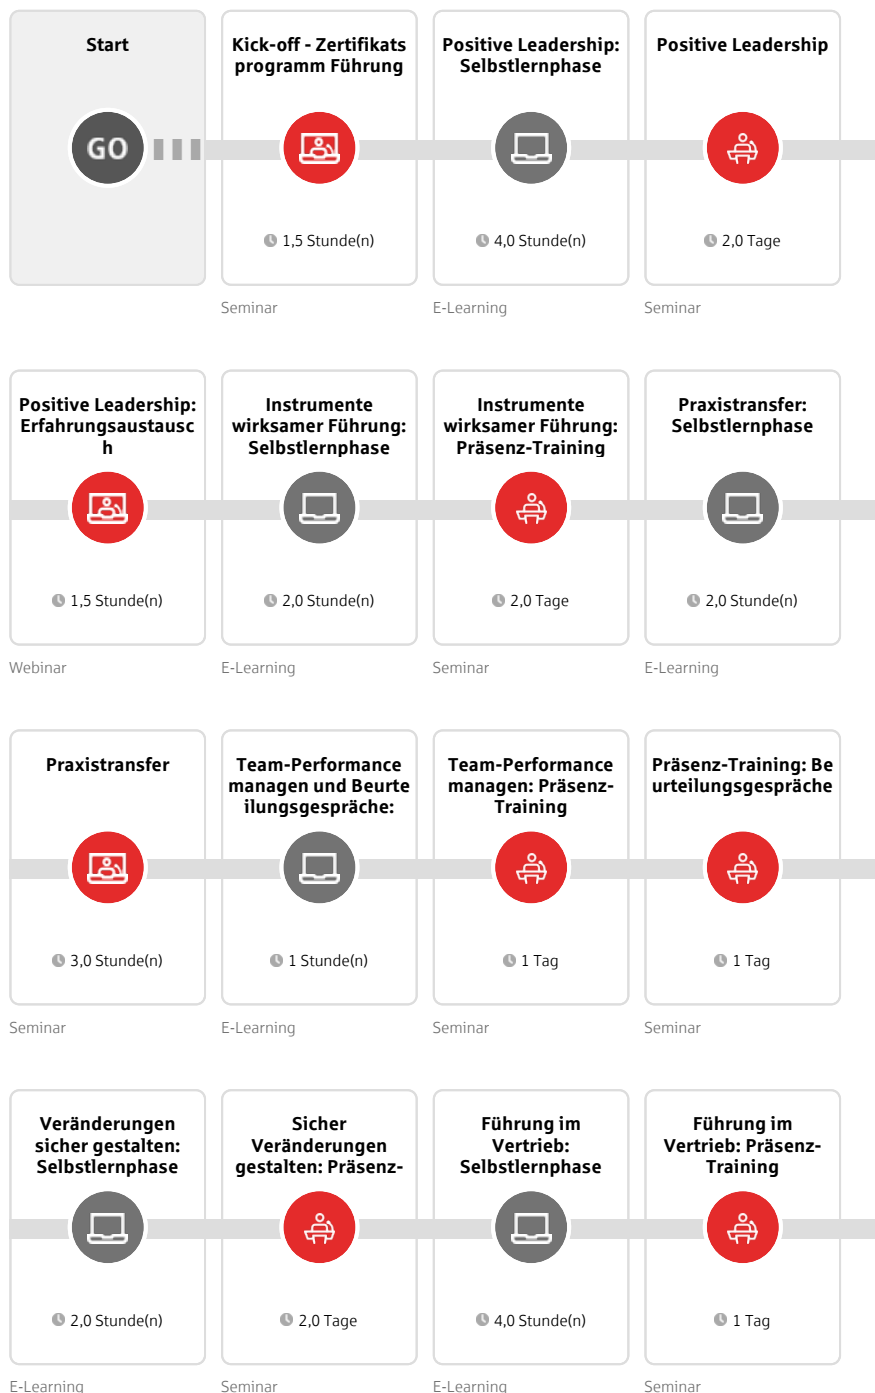 Start
Kick-off - Zertifikats
programm Führung
Positive Leadership:
Selbstlernphase
Positive Leadership
GO
1,5 Stunde(n)
4,0 Stunde(n)
2,0 Tage
Seminar
E-Learning
Seminar
Positive Leadership:
Erfahrungsaustausc
h
Instrumente
wirksamer Führung:
Selbstlernphase
Instrumente
wirksamer Führung:
Präsenz-Training
Praxistransfer:
Selbstlernphase
1,5 Stunde(n)
2,0 Stunde(n)
2,0 Tage
2,0 Stunde(n)
Webinar
E-Learning
Seminar
E-Learning
Praxistransfer
Team-Performance
managen und Beurte
ilungsgespräche:
Team-Performance
managen: Präsenz-
Training
Präsenz-Training: Be
urteilungsgespräche
3,0 Stunde(n)
1 Stunde(n)
1 Tag
1 Tag
Seminar
E-Learning
Seminar
Seminar
Veränderungen
sicher gestalten:
Selbstlernphase
Sicher
Veränderungen
gestalten: Präsenz-
Führung im
Vertrieb:
Selbstlernphase
Führung im
Vertrieb: Präsenz-
Training
2,0 Stunde(n)
2,0 Tage
4,0 Stunde(n)
1 Tag
E-Learning
Seminar
E-Learning
Seminar